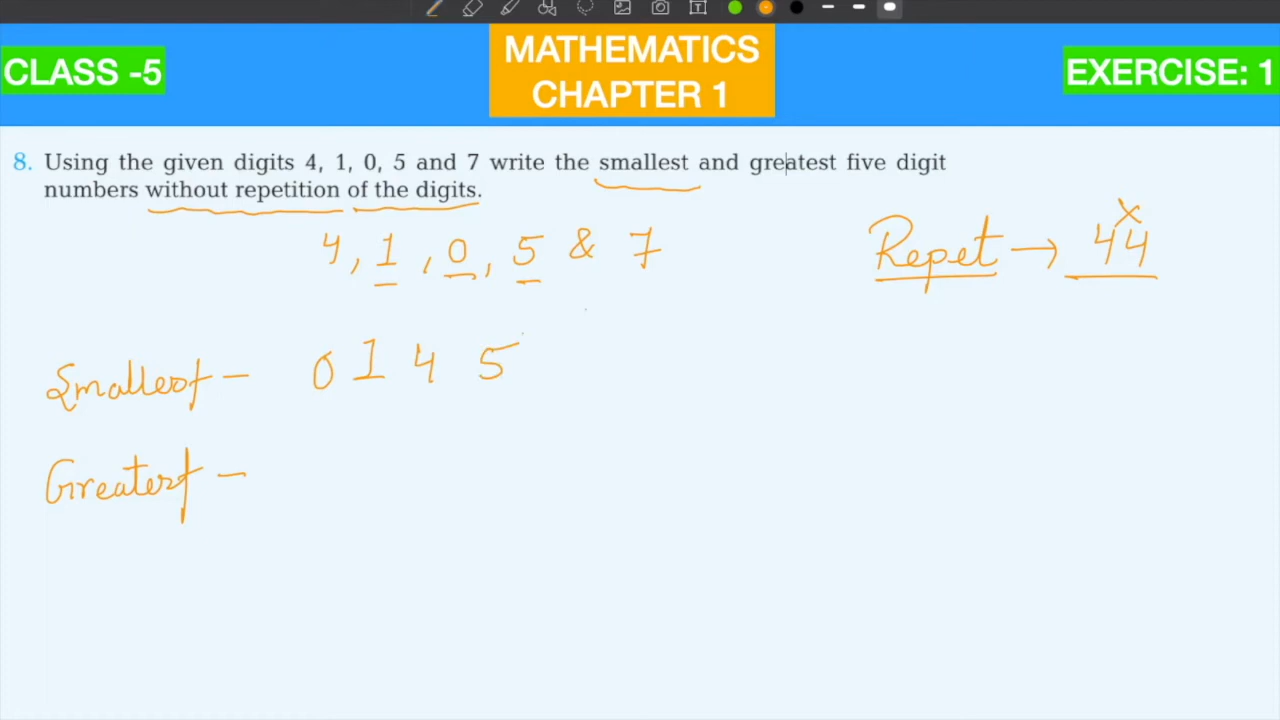 CLASS -5
MATHEMATICS
CHAPTER 1
EXERCISE: 1
8. Using the given digits 4, 1, 0, 5 and 7 write the smallest and greatest five digit
numbers without repetition of the digits.
4, 1, 0, 5 & 7
Repet → 44
x
Smallest - 0 1 4 5
Greatest -